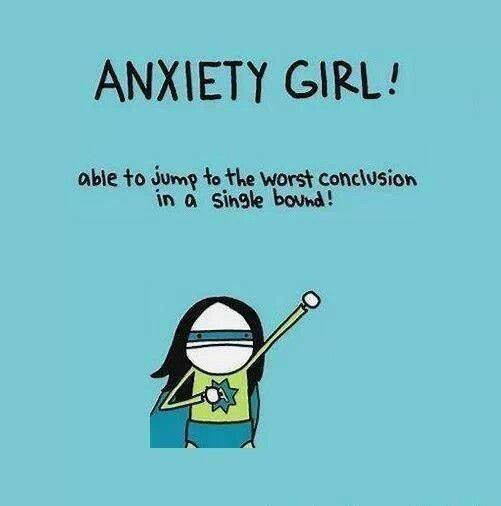 ANXIETY GIRL!
able to jump to the worst conclusion
in a single bound!